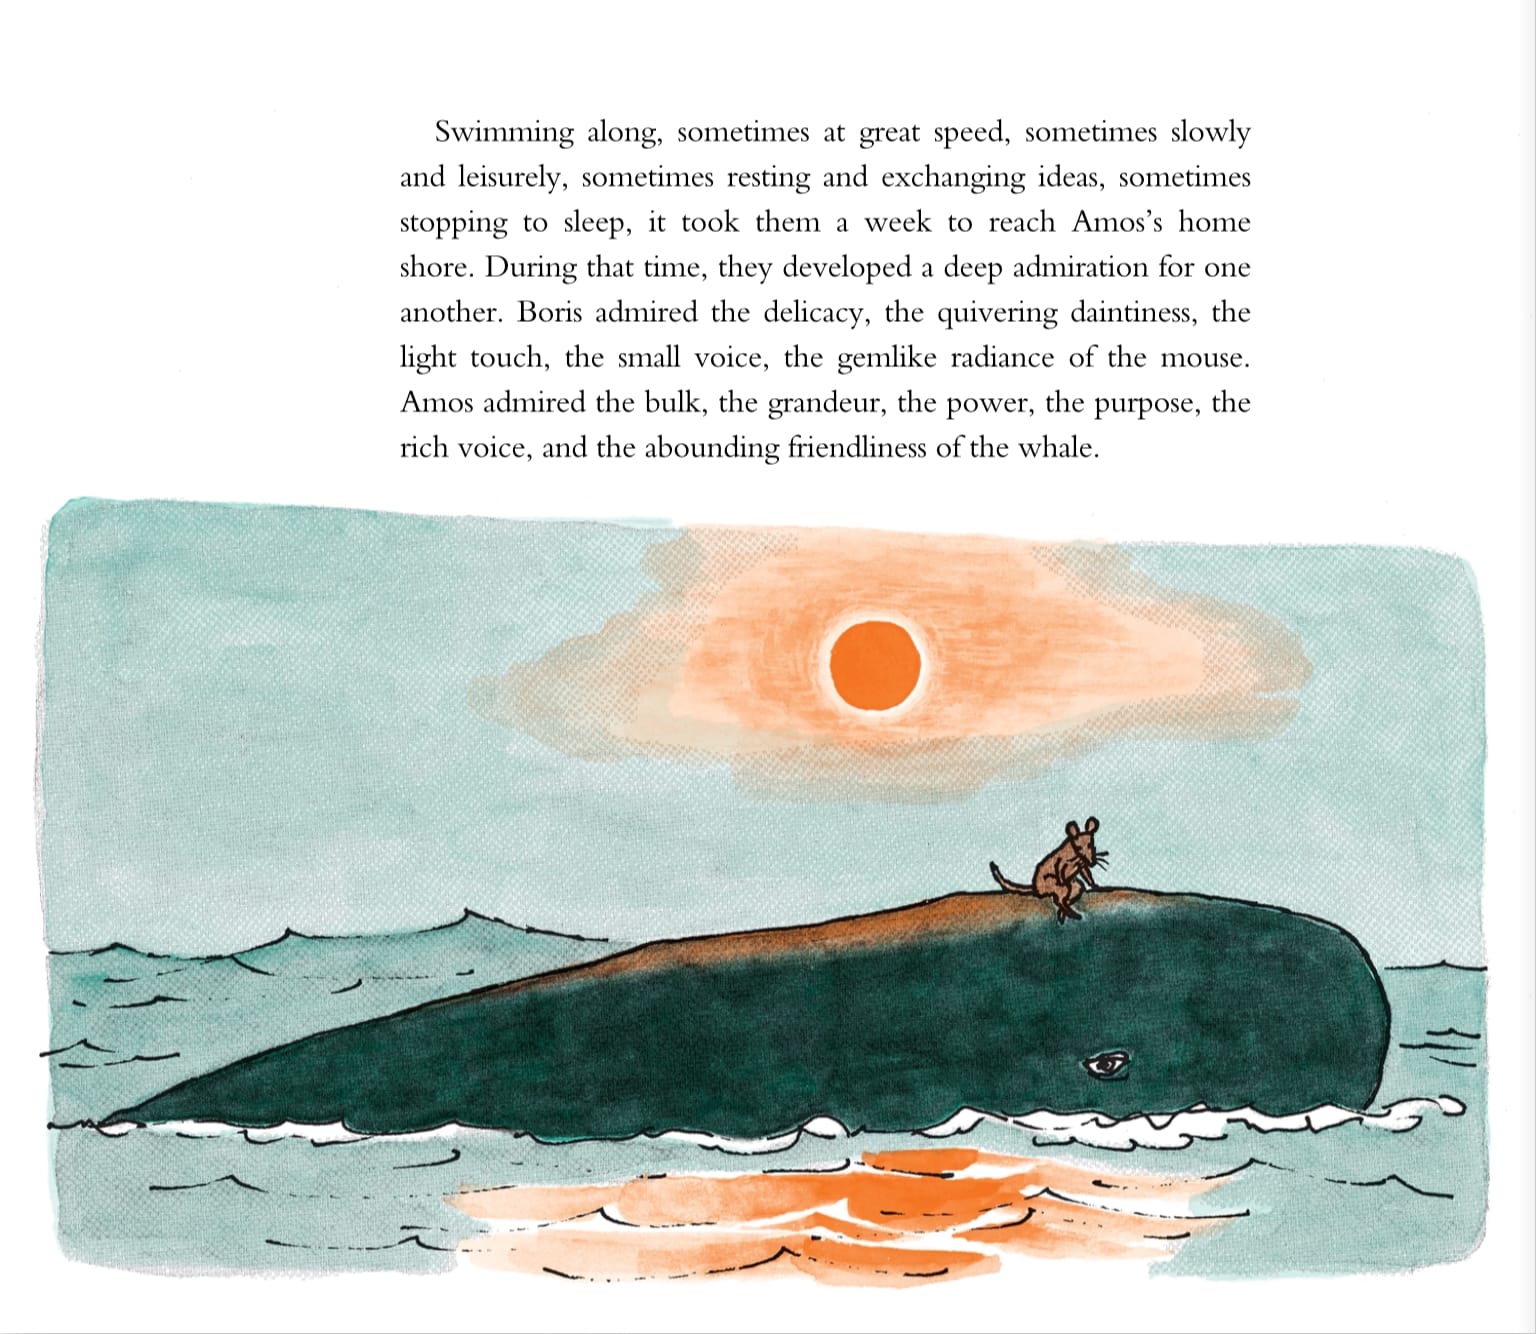 Swimming along, sometimes at great speed, sometimes slowly
and leisurely, sometimes resting and exchanging ideas, sometimes
stopping to sleep, it took them a week to reach Amos’s home
shore. During that time, they developed a deep admiration for one
another. Boris admired the delicacy, the quivering daintiness, the
light touch, the small voice, the gemlike radiance of the mouse.
Amos admired the bulk, the grandeur, the power, the purpose, the
rich voice, and the abounding friendliness of the whale.